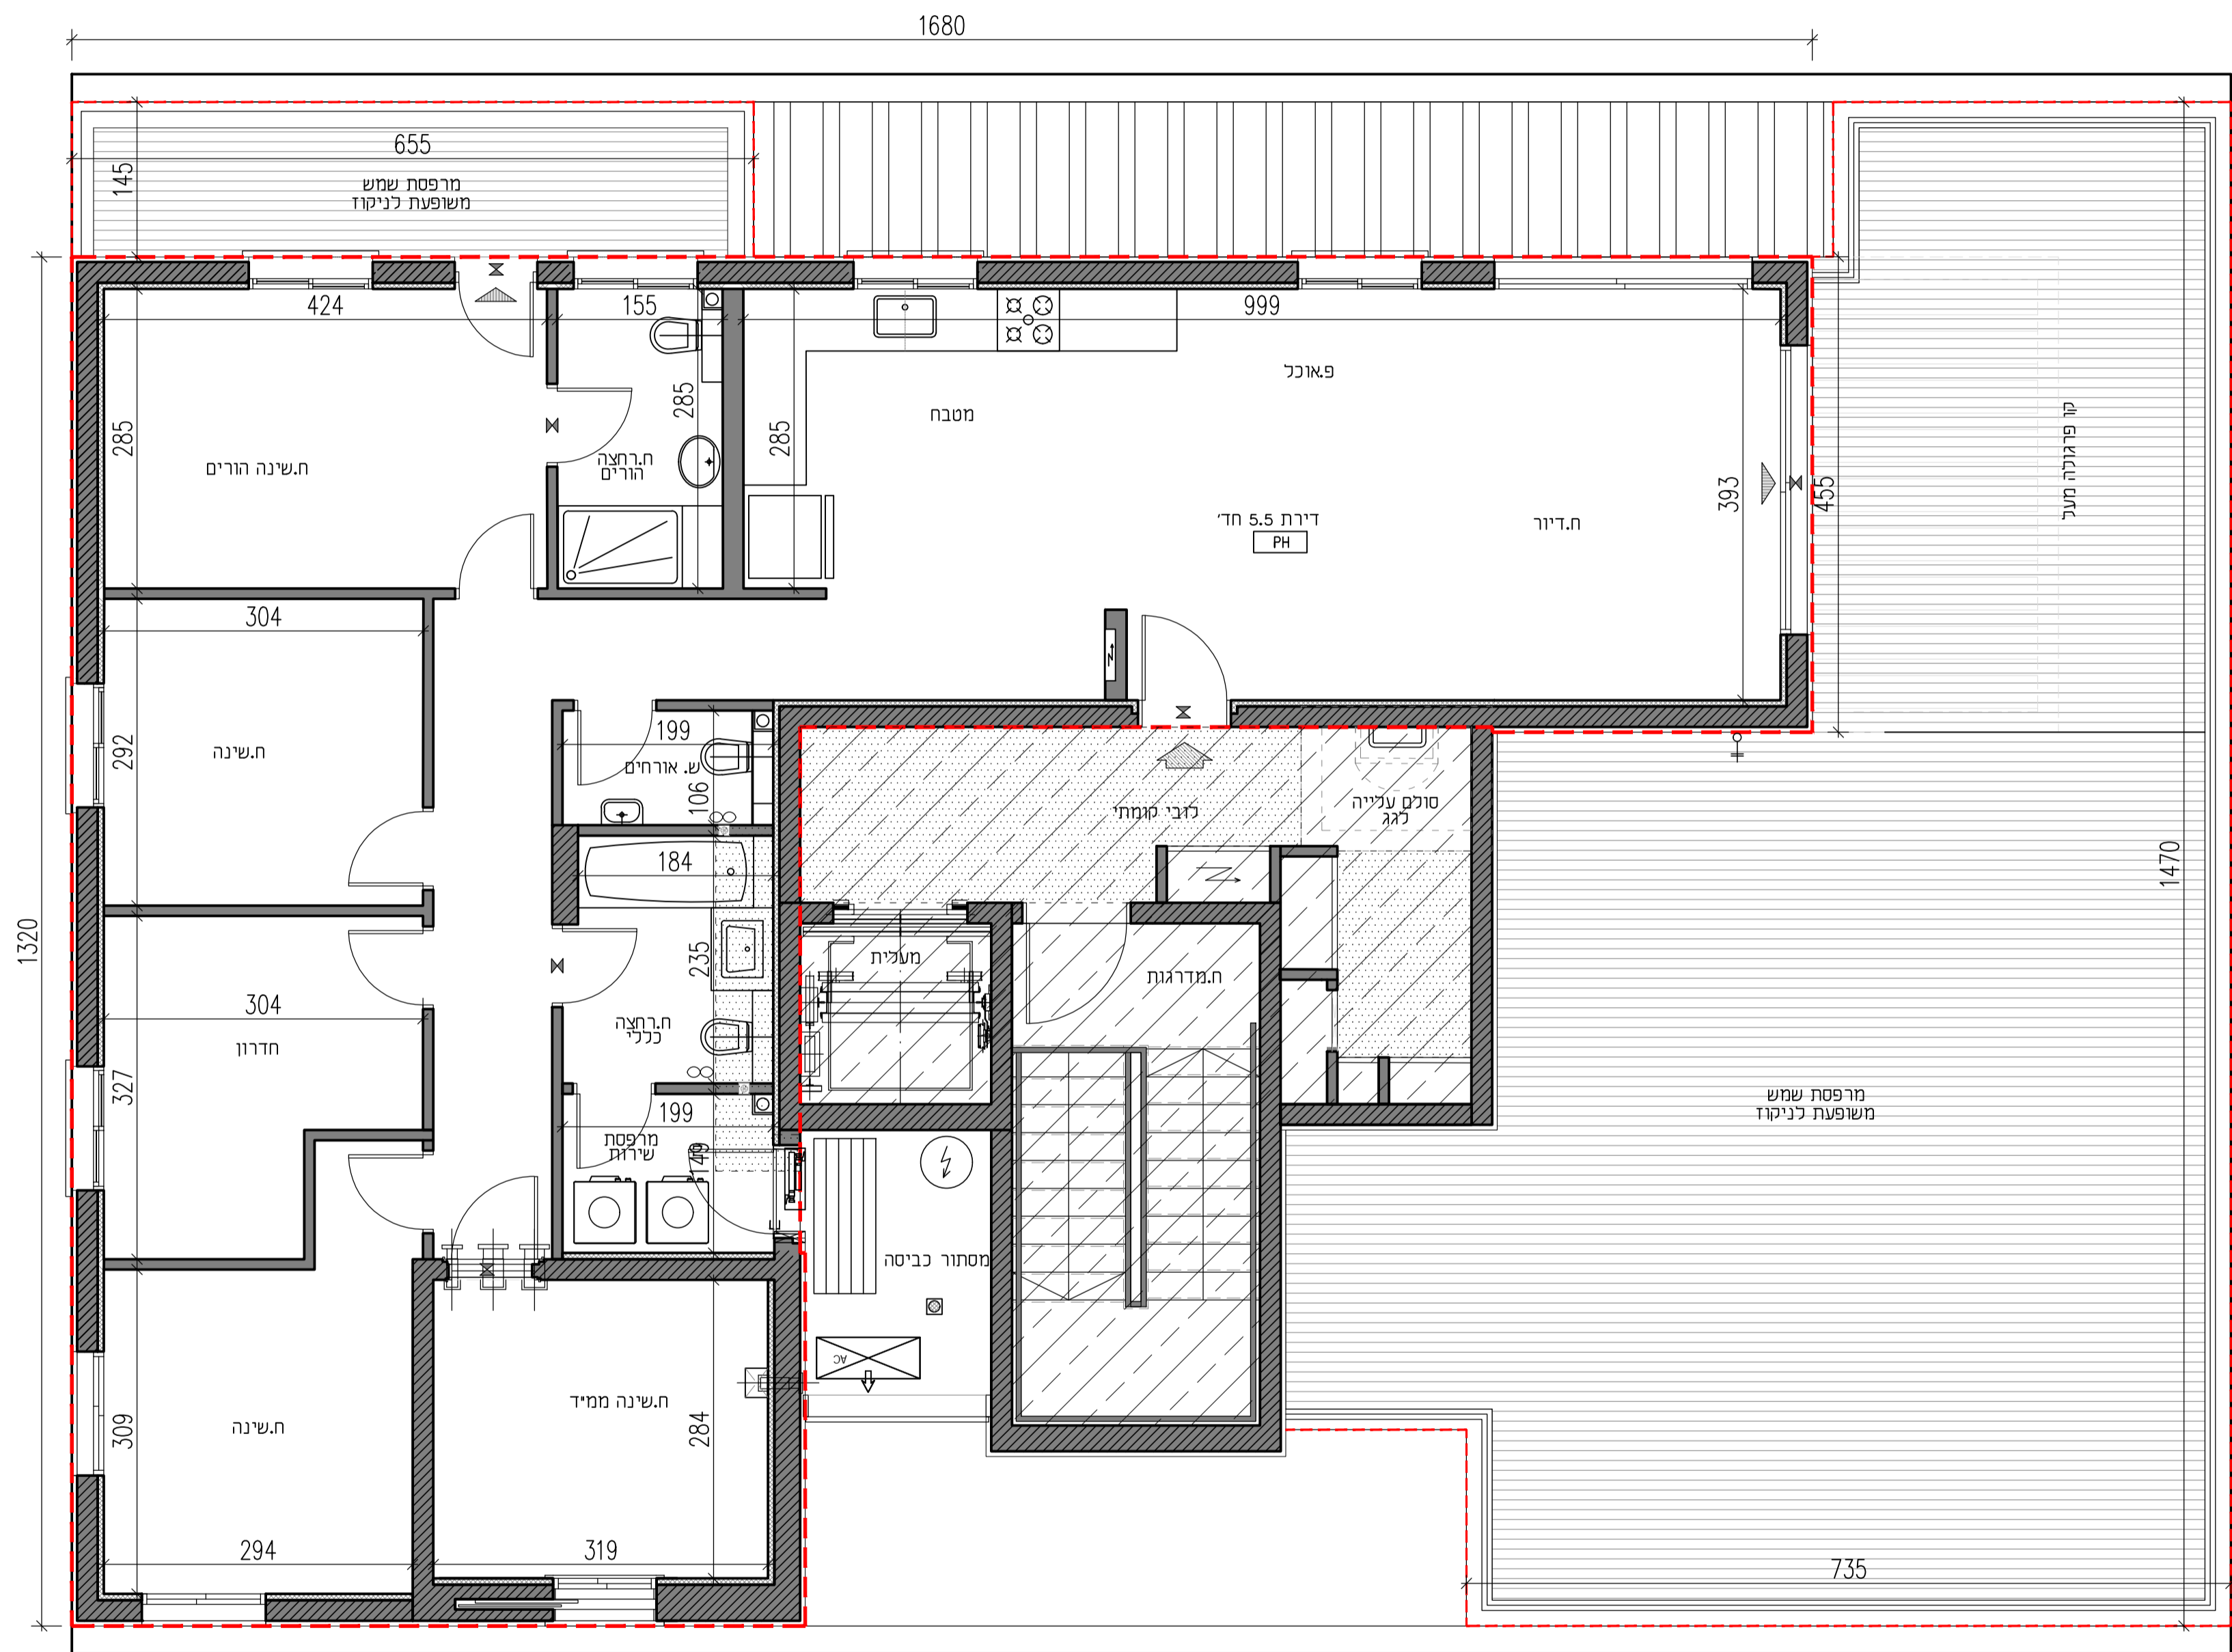 1680
655
145
מרפסת שמש
משופעת לניקוז
424
155
999
פ.אוכל
מטבח
285
285
285
ח.שינה הורים
ח.רחצה
הורים
393
455
קו פרגולה מעל
דירת 5.5 חד'
PH
ח.דיור
304
292
ח.שינה
199
ש. אורחים
106
לובי קומתי
סולם עלייה
לגג
184
1470
1320
235
מעלית
ח.מדרגות
304
חדרון
327
ח.רחצה
כללי
199
מרפסת
שירות
149
מרפסת שמש
משופעת לניקוז
מסתור כביסה
AC
309
ח.שינה
ח.שינה ממ״ד
284
294
319
735